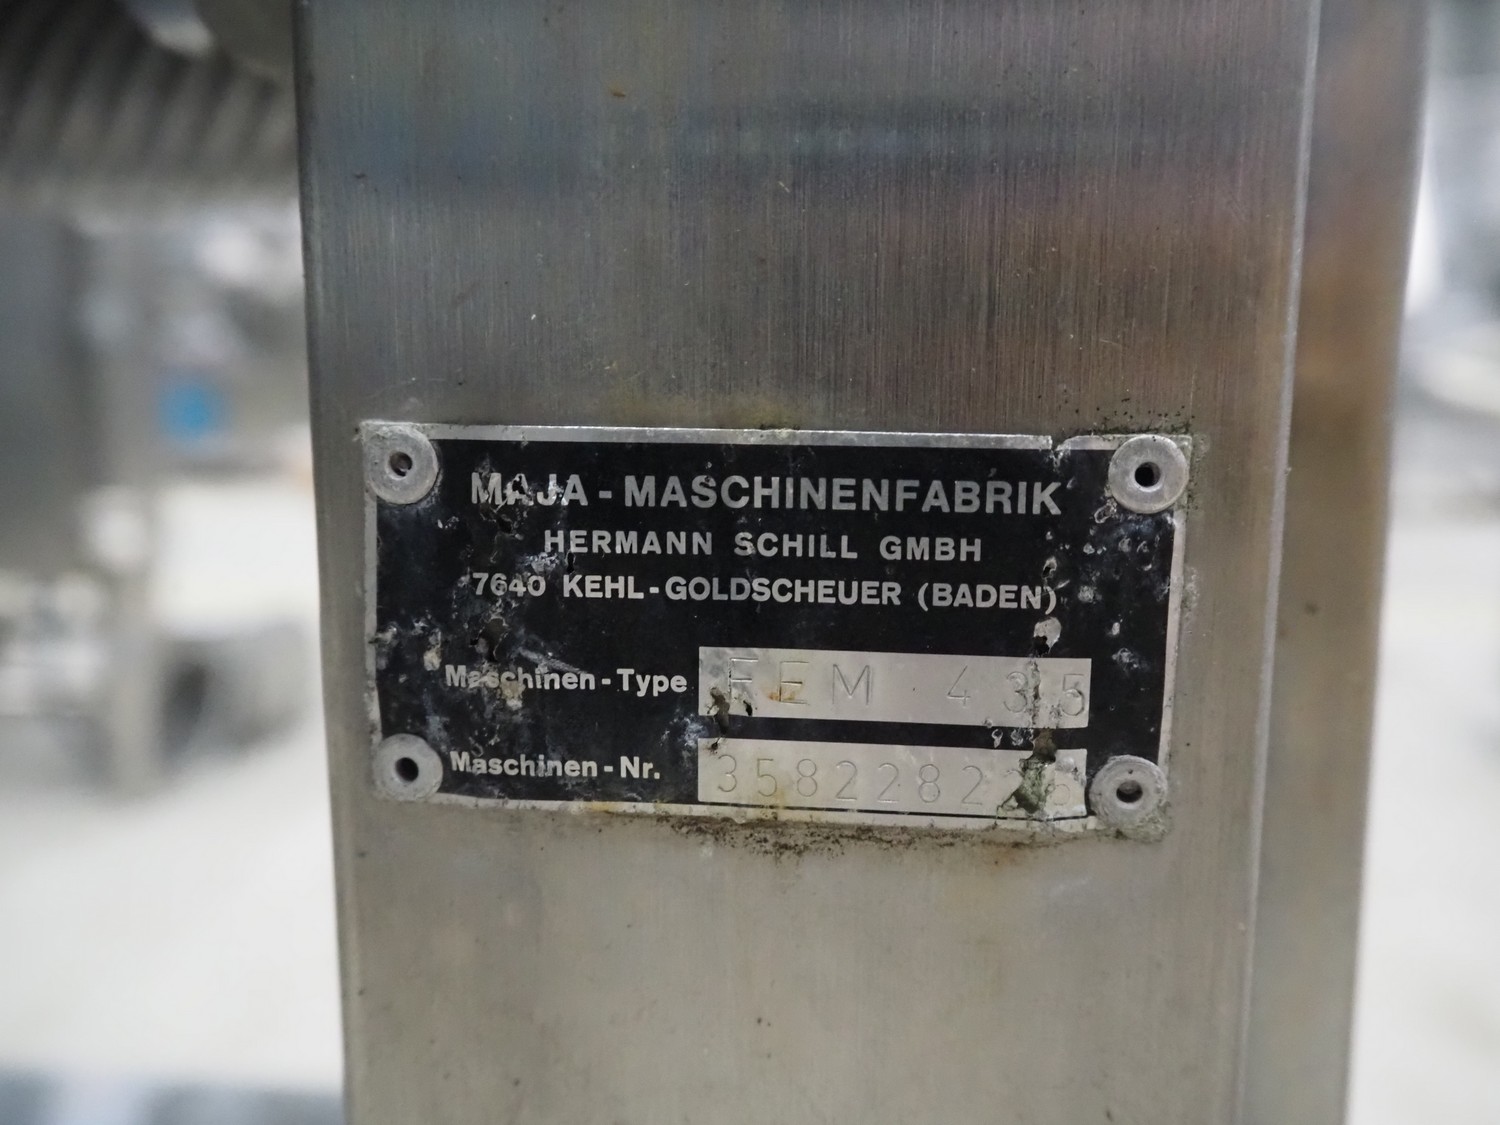 MAJA - MASCHINENFABRIK
HERMANN SCHILL GMBH
7640 KEHL - GOLDSCHEUER (BADEN)
Maschinen - Type FEM 435
Maschinen - Nr.